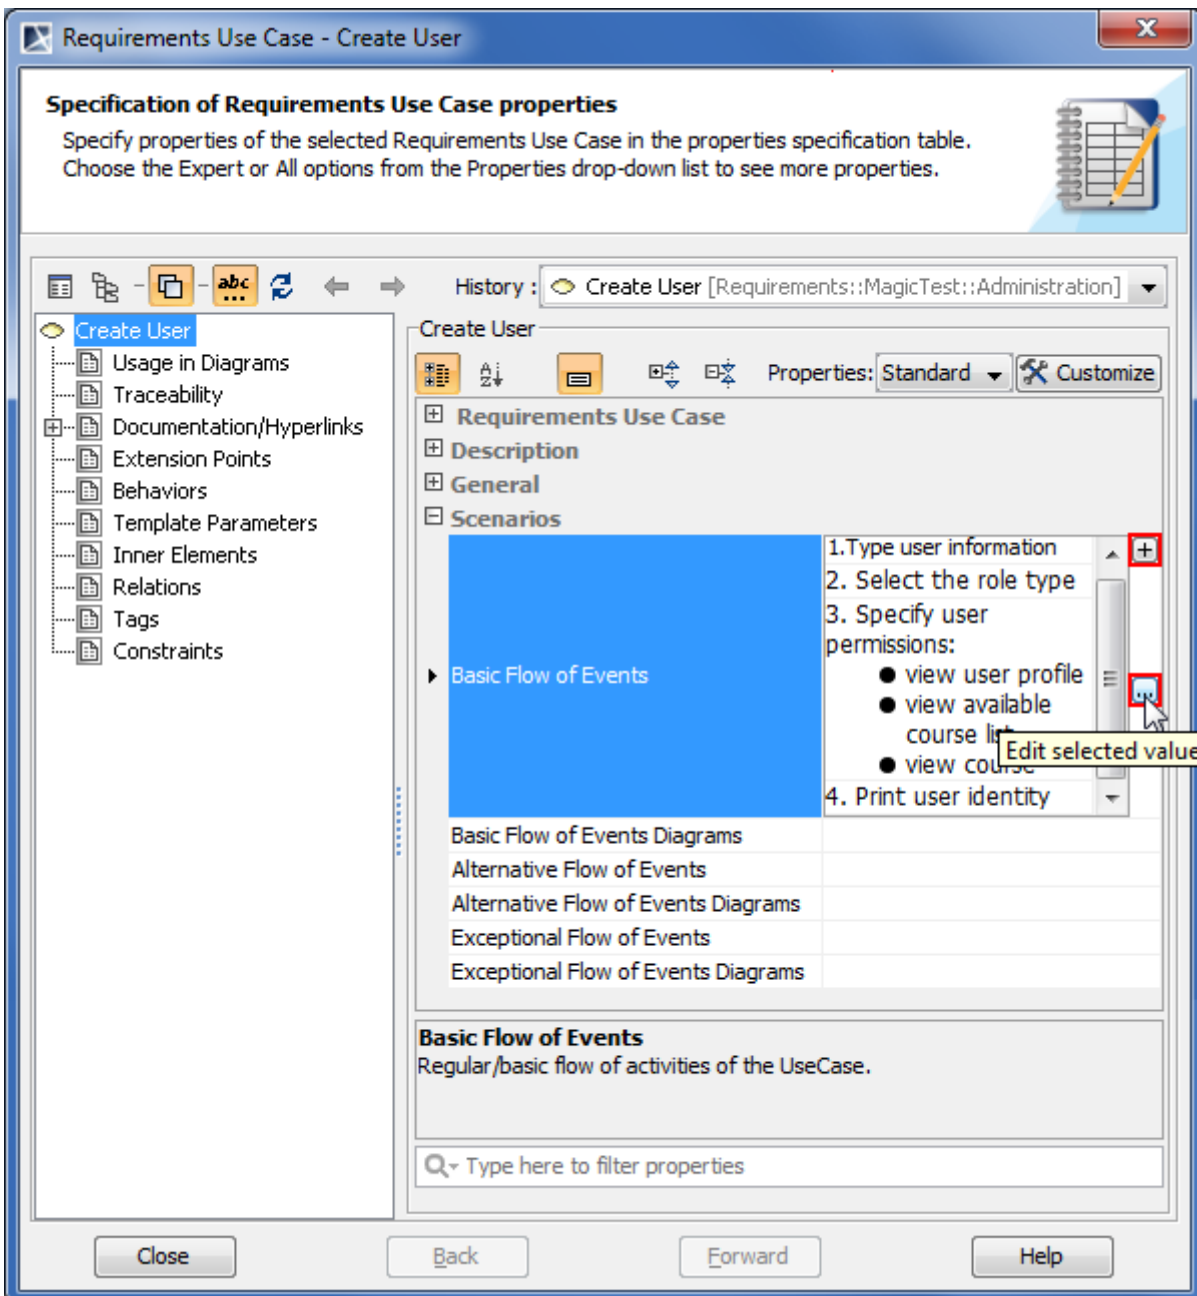 Requirements Use Case - Create User
X
Specification of Requirements Use Case properties
Specify properties of the selected Requirements Use Case in the properties specification table.
Choose the Expert or All options from the Properties drop-down list to see more properties.
abc
History : Create User [Requirements::MagicTest::Administration]
Create User
Usage in Diagrams
Traceability
Documentation/Hyperlinks
Extension Points
Behaviors
Template Parameters
Inner Elements
Relations
Tags
Constraints
Create User
A
Z
Properties: Standard Customize
Requirements Use Case
Description
General
Scenarios
Basic Flow of Events
1.Type user information
2. Select the role type
3. Specify user
permissions:
● view user profile
● view available
course list
● view course
4. Print user identity
...
Edit selected value
Basic Flow of Events Diagrams
Alternative Flow of Events
Alternative Flow of Events Diagrams
Exceptional Flow of Events
Exceptional Flow of Events Diagrams
Basic Flow of Events
Regular/basic flow of activities of the UseCase.
Type here to filter properties
Close Back Forward Help